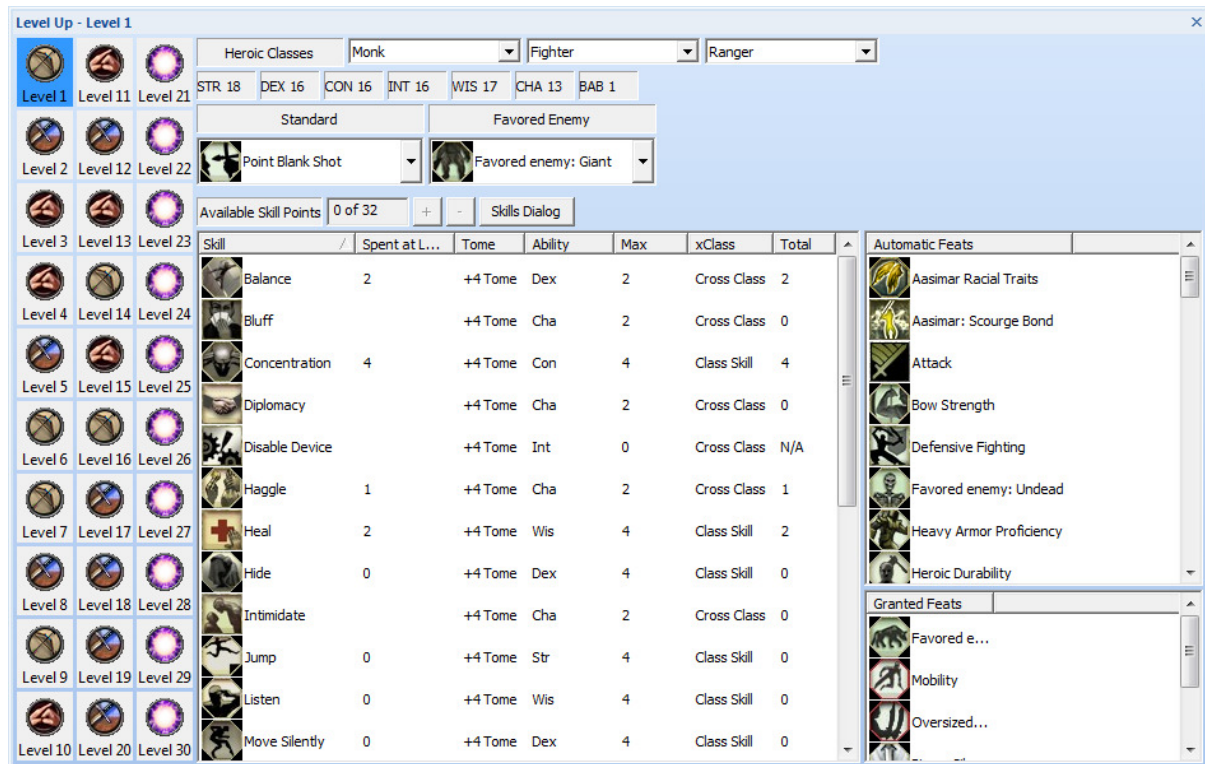 Level Up - Level 1
Heroic Classes Monk Fighter Ranger
STR 18 DEX 16 CON 16 INT 16 WIS 17 CHA 13 BAB 1
Standard Favored Enemy
Point Blank Shot Favored enemy: Giant
Available Skill Points 0 of 32 + - Skills Dialog
Level 1 Level 11 Level 21
Level 2 Level 12 Level 22
Level 3 Level 13 Level 23
Level 4 Level 14 Level 24
Level 5 Level 15 Level 25
Level 6 Level 16 Level 26
Level 7 Level 17 Level 27
Level 8 Level 18 Level 28
Level 9 Level 19 Level 29
Level 10 Level 20 Level 30
Skill Spent at L... Tome Ability Max xClass Total
Balance 2 +4 Tome Dex 2 Cross Class 2
Bluff +4 Tome Cha 2 Cross Class 0
Concentration 4 +4 Tome Con 4 Class Skill 4
Diplomacy +4 Tome Cha 2 Cross Class 0
Disable Device +4 Tome Int 0 Cross Class N/A
Haggle 1 +4 Tome Cha 2 Cross Class 1
Heal 2 +4 Tome Wis 4 Class Skill 2
Hide 0 +4 Tome Dex 4 Class Skill 0
Intimidate +4 Tome Cha 2 Cross Class 0
Jump 0 +4 Tome Str 4 Class Skill 0
Listen 0 +4 Tome Wis 4 Class Skill 0
Move Silently 0 +4 Tome Dex 4 Class Skill 0
Automatic Feats
Aasimar Racial Traits
Aasimar: Scourge Bond
Attack
Bow Strength
Defensive Fighting
Favored enemy: Undead
Heavy Armor Proficiency
Heroic Durability
Granted Feats
Favored e...
Mobility
Oversized...